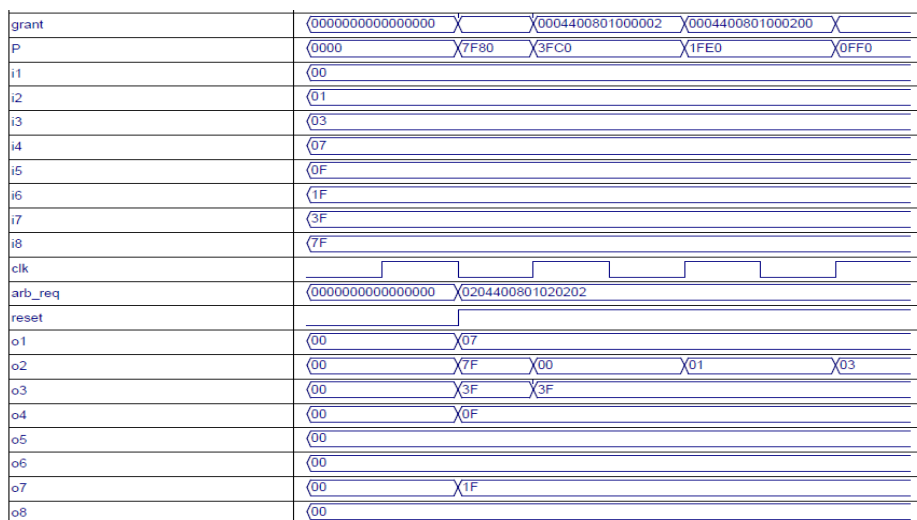 grant 0000000000000000 0004400801000002 0004400801000200
P 0000 7F80 3FC0 1FE0 0FF0
i1 00
i2 01
i3 03
i4 07
i5 0F
i6 1F
i7 3F
i8 7F
clk
arb_req 0000000000000000 0204400801020202
reset
o1 00 07
o2 00 7F 00 01 03
o3 00 3F 3F
o4 00 0F
o5 00
o6 00
o7 00 1F
o8 00